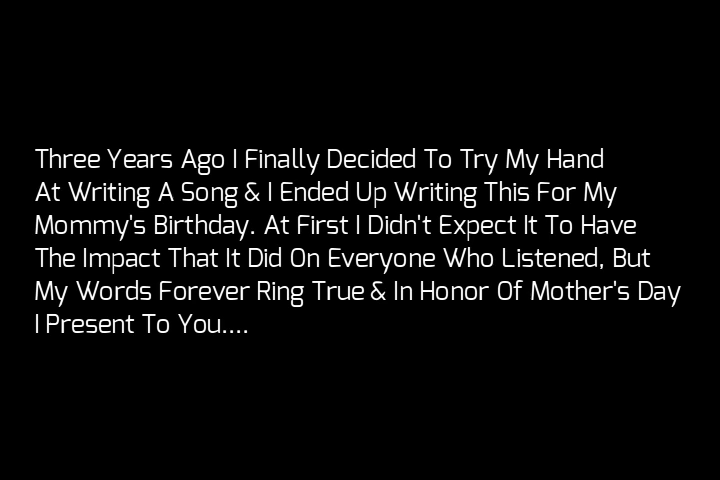 Three Years Ago I Finally Decided To Try My Hand
At Writing A Song & I Ended Up Writing This For My
Mommy's Birthday. At First I Didn't Expect It To Have
The Impact That It Did On Everyone Who Listened, But
My Words Forever Ring True & In Honor Of Mother's Day
I Present To You....